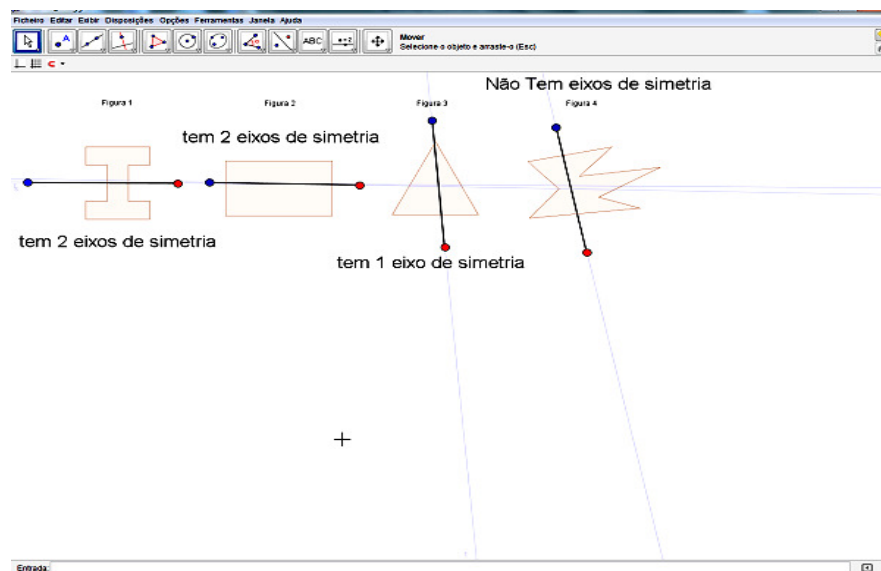 Ficheiro Editar Exibir Disposições Opções Ferramentas Janela Ajuda
A
ABC
a=2
Mover
Selecione o objeto e arraste-o (Esc)
Não Tem eixos de simetria
Figura 1
Figura 2
Figura 3
Figura 4
tem 2 eixos de simetria
tem 2 eixos de simetria
tem 1 eixo de simetria
Entrada: